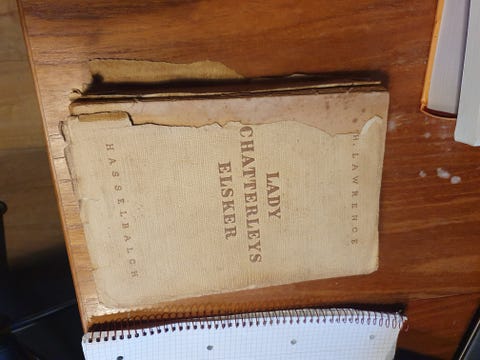 H. LAWRENCE
LADY
CHATTERLEYS
ELSKER
HASSELBALCH